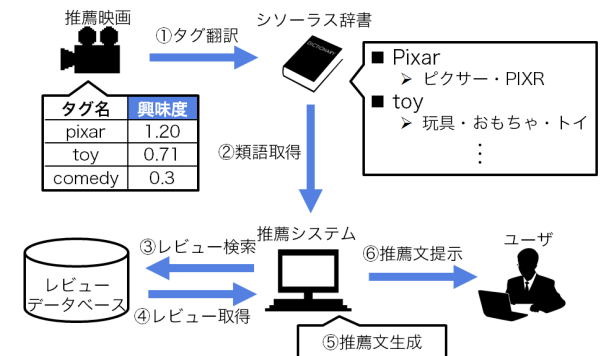 推薦映画
①タグ翻訳
シソーラス辞書
DICTIONARY
■ Pixar
➢ ピクサー・PIXR
■ toy
➢ 玩具・おもちゃ・トイ
⋮
タグ名 興味度
pixar 1.20
toy 0.71
comedy 0.3
②類語取得
③レビュー検索
推薦システム
⑥推薦文提示
ユーザ
レビュー
データベース
④レビュー取得
⑤推薦文生成